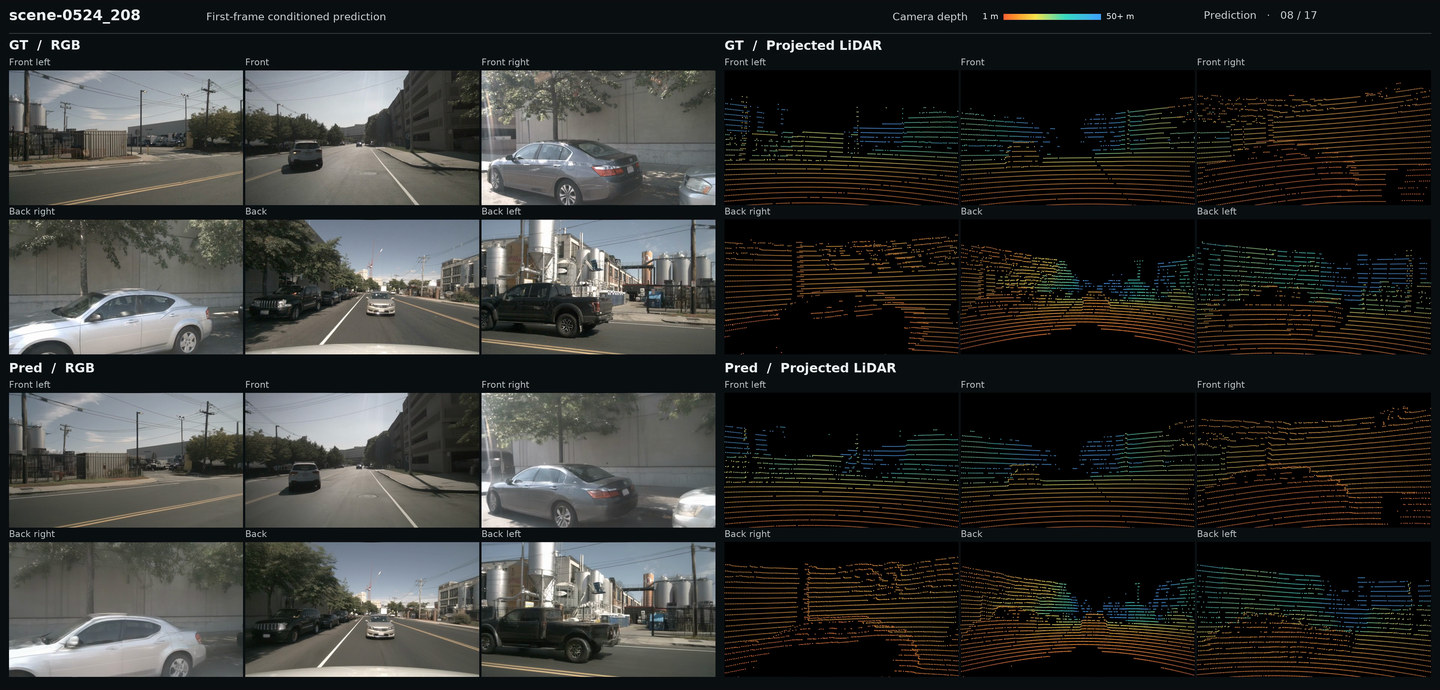 scene-0524_208
First-frame conditioned prediction
Camera depth 1 m 50+ m
Prediction · 08 / 17
GT / RGB
GT / Projected LiDAR
Front left
Front
Front right
Front left
Front
Front right
Back right
Back
Back left
Back right
Back
Back left
Pred / RGB
Pred / Projected LiDAR
Front left
Front
Front right
Front left
Front
Front right
Back right
Back
Back left
Back right
Back
Back left